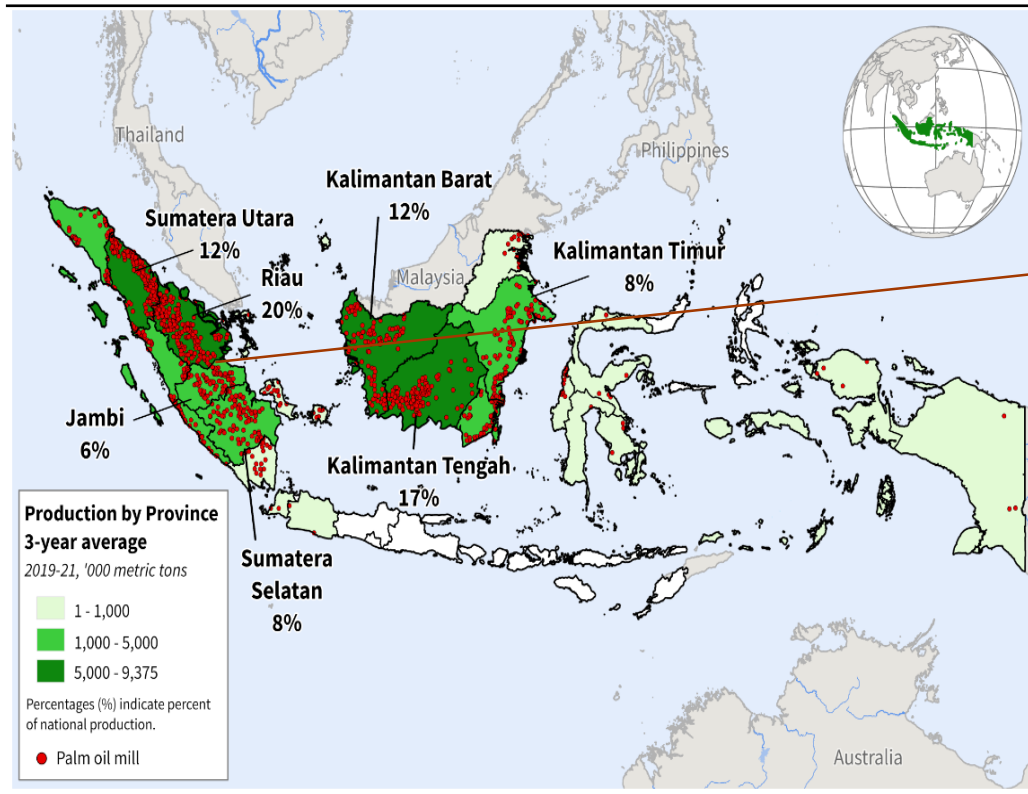 Thailand
Philippines
Kalimantan Barat
12%
Sumatera Utara
12%
Kalimantan Timur
8%
Malaysia
Riau
20%
Jambi
6%
Kalimantan Tengah
17%
Sumatera
Selatan
8%
Production by Province
3-year average
2019-21, '000 metric tons
1 - 1,000
1,000 - 5,000
5,000 - 9,375
Percentages (%) indicate percent
of national production.
Palm oil mill
Australia